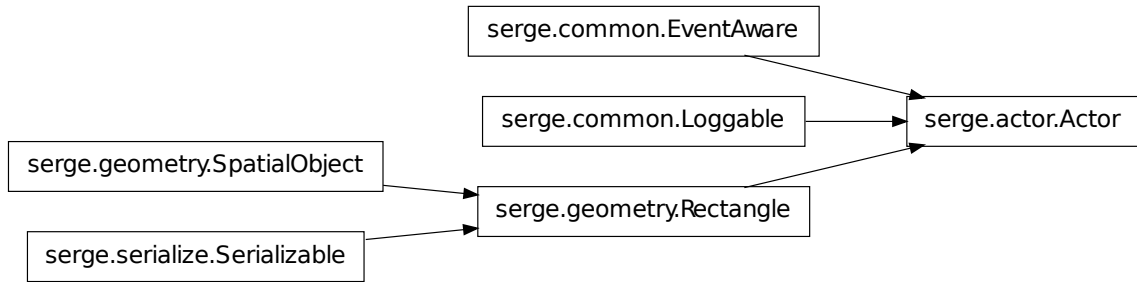 serge.common.EventAware
serge.common.Loggable
serge.actor.Actor
serge.geometry.SpatialObject
serge.geometry.Rectangle
serge.serialize.Serializable